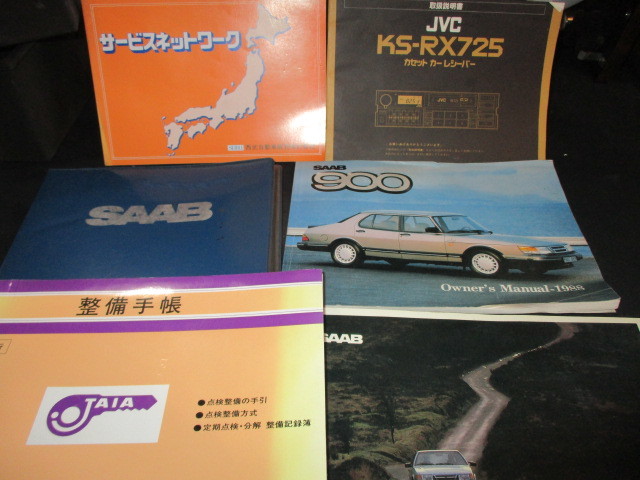 サービスネットワーク
取扱説明書
JVC
KS-RX725
カセット カー レシーバー
SAAB
SAAB
900
Owner's Manual-1988
整備手帳
TAIA
●点検整備の手引
●点検整備方式
●定期点検・分解 整備記録簿
SAAB